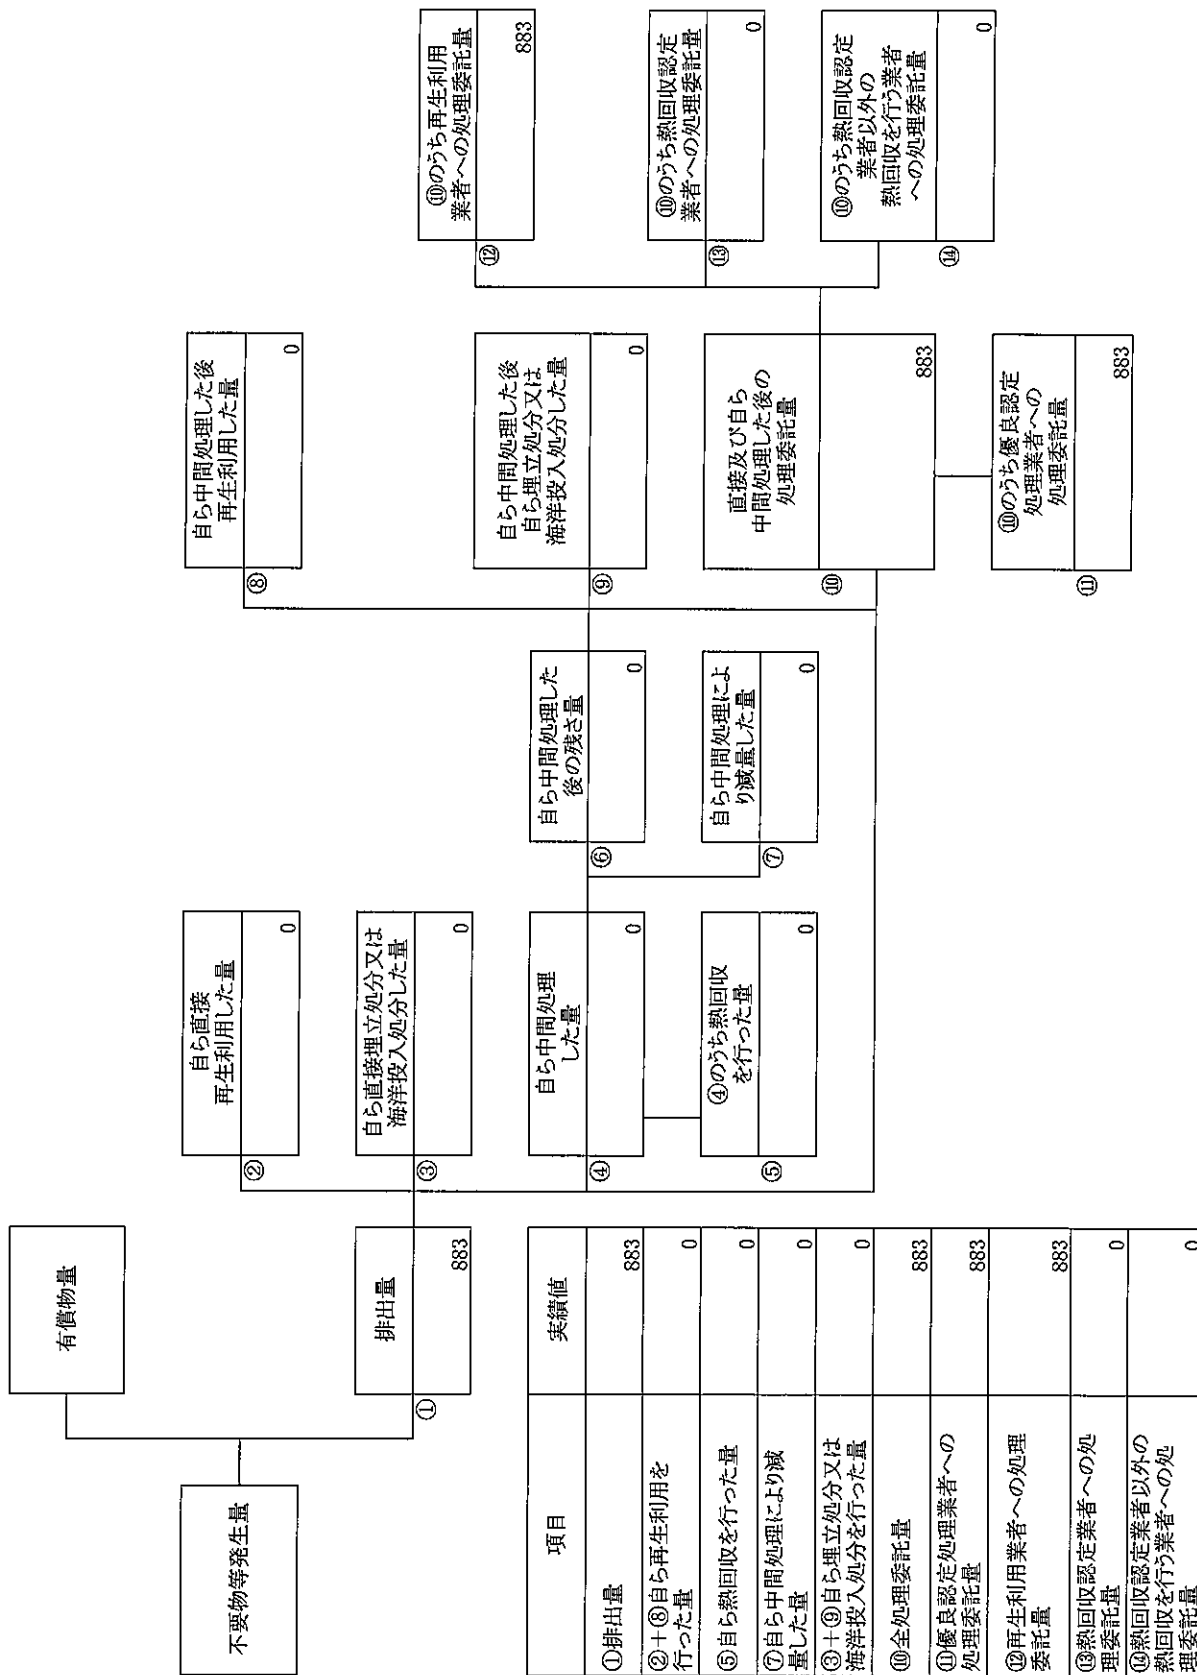 不要物等発生量
有償物量
①
排出量
883
②
自ら直接
再生利用した量
0
③
自ら直接埋立処分又は
海洋投入処分した量
0
④
自ら中間処理
した量
0
⑤
④のうち熱回収
を行った量
0
⑥
自ら中間処理した
後の残さ量
0
⑦
自ら中間処理によ
り減量した量
0
⑧
自ら中間処理した後
再生利用した量
0
⑨
自ら中間処理した後
自ら埋立処分又は
海洋投入処分した量
0
⑩
直接及び自ら
中間処理した後の
処理委託量
883
⑪
⑩のうち優良認定
処理業者への
処理委託量
883
⑫
⑩のうち再生利用
業者への処理委託量
883
⑬
⑩のうち熱回収認定
業者への処理委託量
0
⑭
⑩のうち熱回収認定
業者以外の
熱回収を行う業者
への処理委託量
0
項目 実績値
①排出量 883
②+⑧自ら再生利用を
行った量 0
⑤自ら熱回収を行った量 0
⑦自ら中間処理により減
量した量 0
③+⑨自ら埋立処分又は
海洋投入処分を行った量 0
⑩全処理委託量 883
⑪優良認定処理業者への
処理委託量 883
⑫再生利用業者への処理
委託量 883
⑬熱回収認定業者への処
理委託量 0
⑭熱回収認定業者以外の
熱回収を行う業者への処
理委託量 0